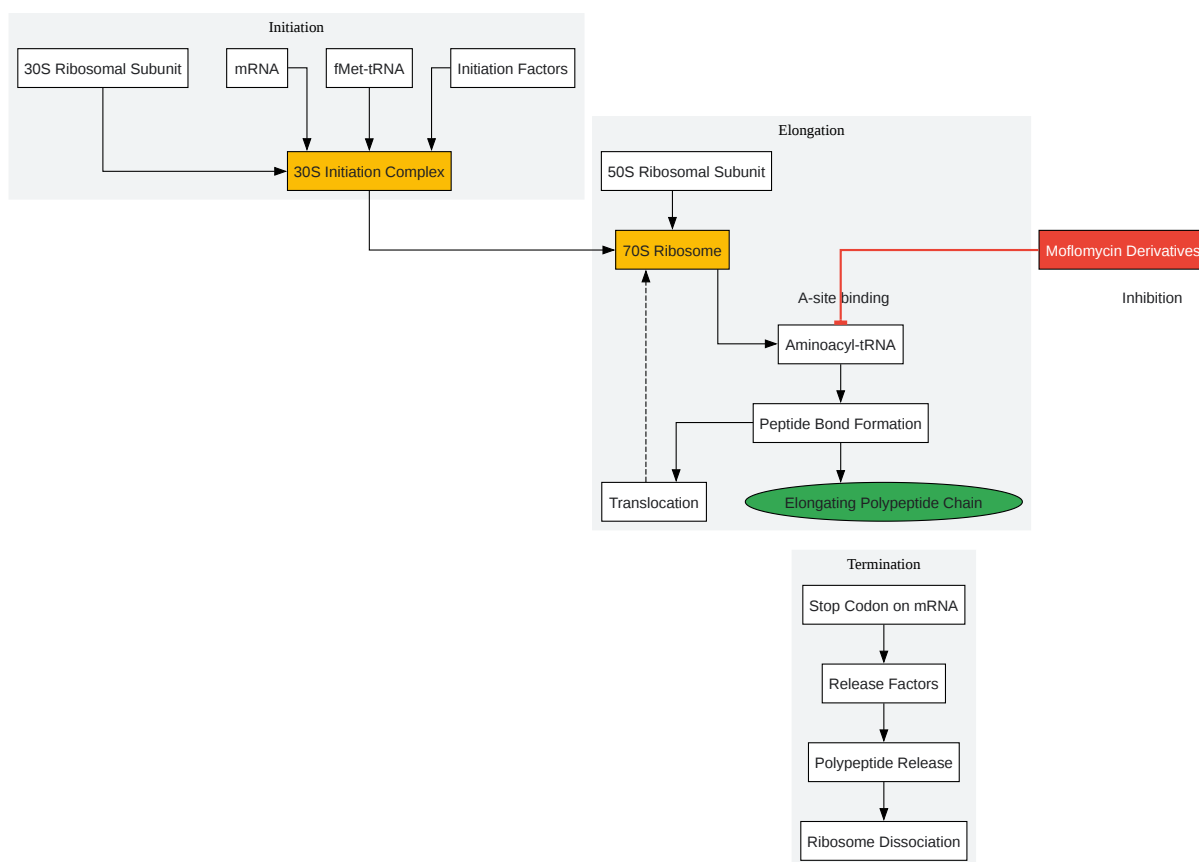 Initiation
30S Ribosomal Subunit
mRNA
fMet-tRNA
Initiation Factors
30S Initiation Complex
Elongation
50S Ribosomal Subunit
70S Ribosome
Moflomycin Derivatives
A-site binding
Inhibition
Aminoacyl-tRNA
Peptide Bond Formation
Translocation
Elongating Polypeptide Chain
Termination
Stop Codon on mRNA
Release Factors
Polypeptide Release
Ribosome Dissociation